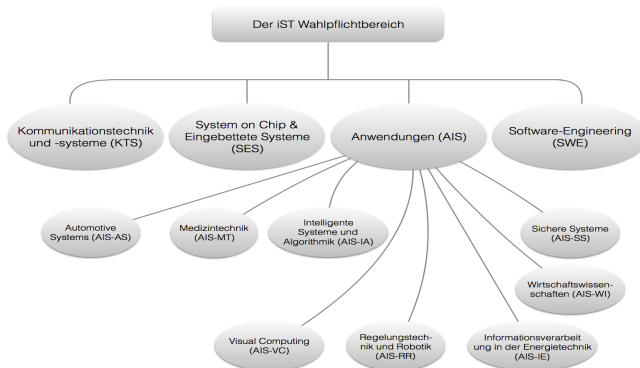 Der iST Wahlpflichtbereich
Kommunikationstechnik
und -systeme (KTS)
System on Chip &
Eingebettete Systeme
(SES)
Anwendungen (AIS)
Software-Engineering
(SWE)
Automotive
Systems (AIS-AS)
Medizintechnik
(AIS-MT)
Intelligente
Systeme und
Algorithmik (AIS-IA)
Sichere Systeme
(AIS-SS)
Wirtschaftswissen-
schaften (AIS-WI)
Visual Computing
(AIS-VC)
Regelungstech-
nik und Robotik
(AIS-RR)
Informationsverarbeit
ung in der Energietechnik
(AIS-IE)